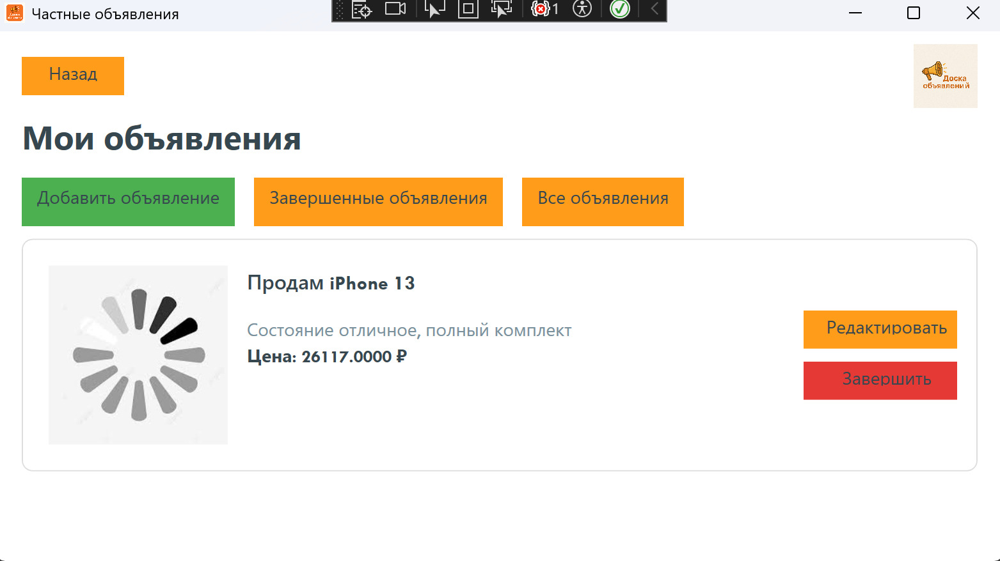 Частные объявления
1
Назад
Доска
объявлений
Мои объявления
Добавить объявление
Завершенные объявления
Все объявления
Продам iPhone 13
Состояние отличное, полный комплект
Цена: 26117.0000 ₽
Редактировать
Завершить